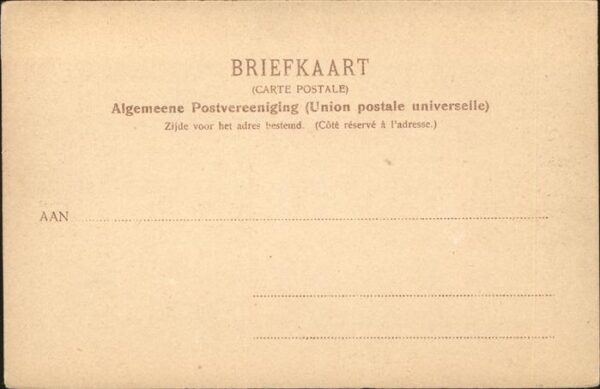 BRIEFKAART
(CARTE POSTALE)
Algemeene Postvereeniging (Union postale universelle)
Zijde voor het adres bestemd. (Côté réservé à l'adresse.)
AAN